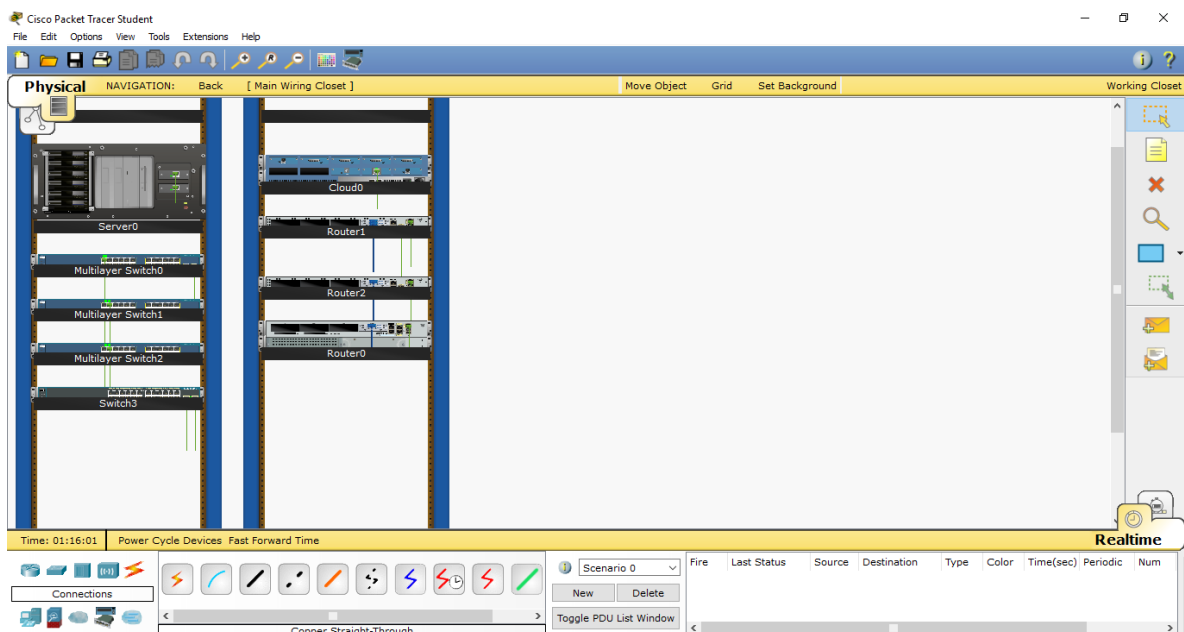 Cisco Packet Tracer Student
File Edit Options View Tools Extensions Help
Physical NAVIGATION: Back [ Main Wiring Closet ] Move Object Grid Set Background Working Closet
Server0
Multilayer Switch0
Multilayer Switch1
Multilayer Switch2
Switch3
Cloud0
Router1
Router2
Router0
Time: 01:16:01 Power Cycle Devices Fast Forward Time Realtime
Connections
Copper Straight-Through
Scenario 0
New Delete
Toggle PDU List Window
Fire Last Status Source Destination Type Color Time(sec) Periodic Num